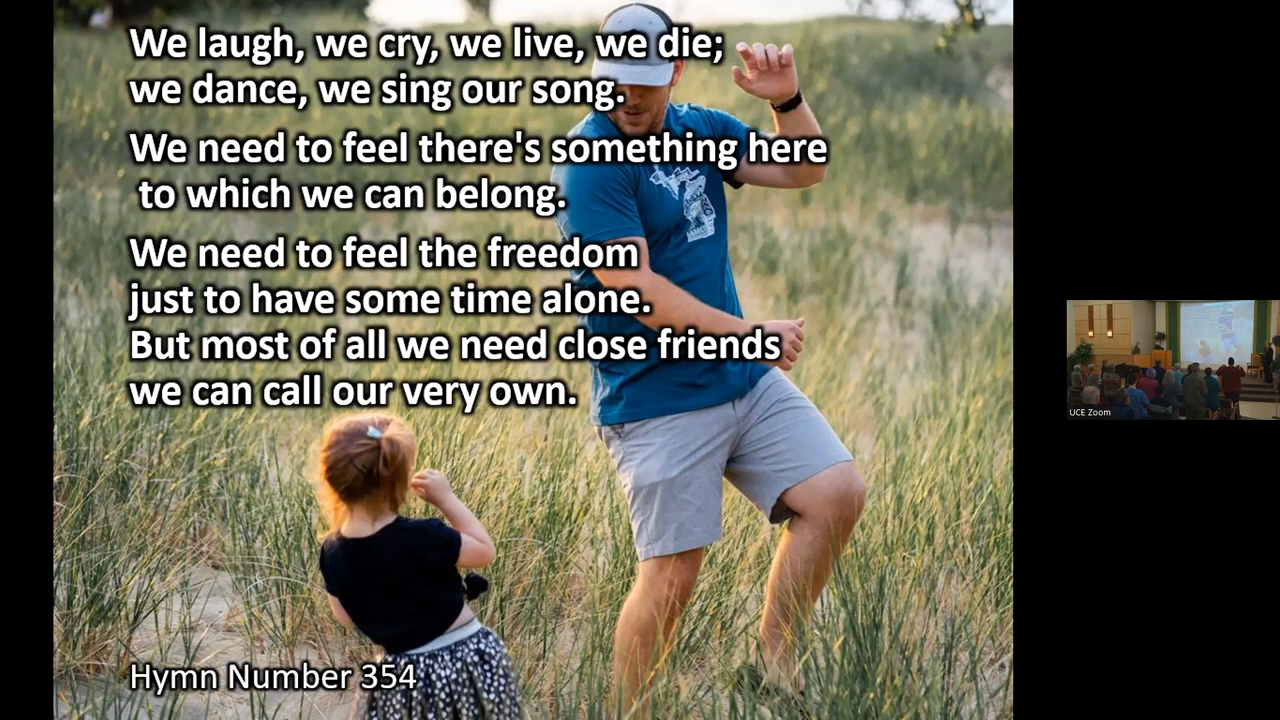 We laugh, we cry, we live, we die;
we dance, we sing our song.
We need to feel there's something here
to which we can belong.
We need to feel the freedom
just to have some time alone.
But most of all we need close friends
we can call our very own.
Hymn Number 354
UCE Zoom